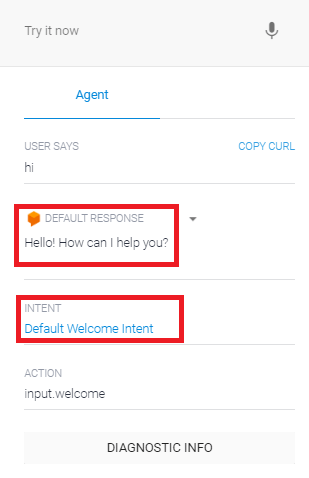 Try it now
Agent
USER SAYS COPY CURL
hi
DEFAULT RESPONSE
Hello! How can I help you?
INTENT
Default Welcome Intent
ACTION
input.welcome
DIAGNOSTIC INFO